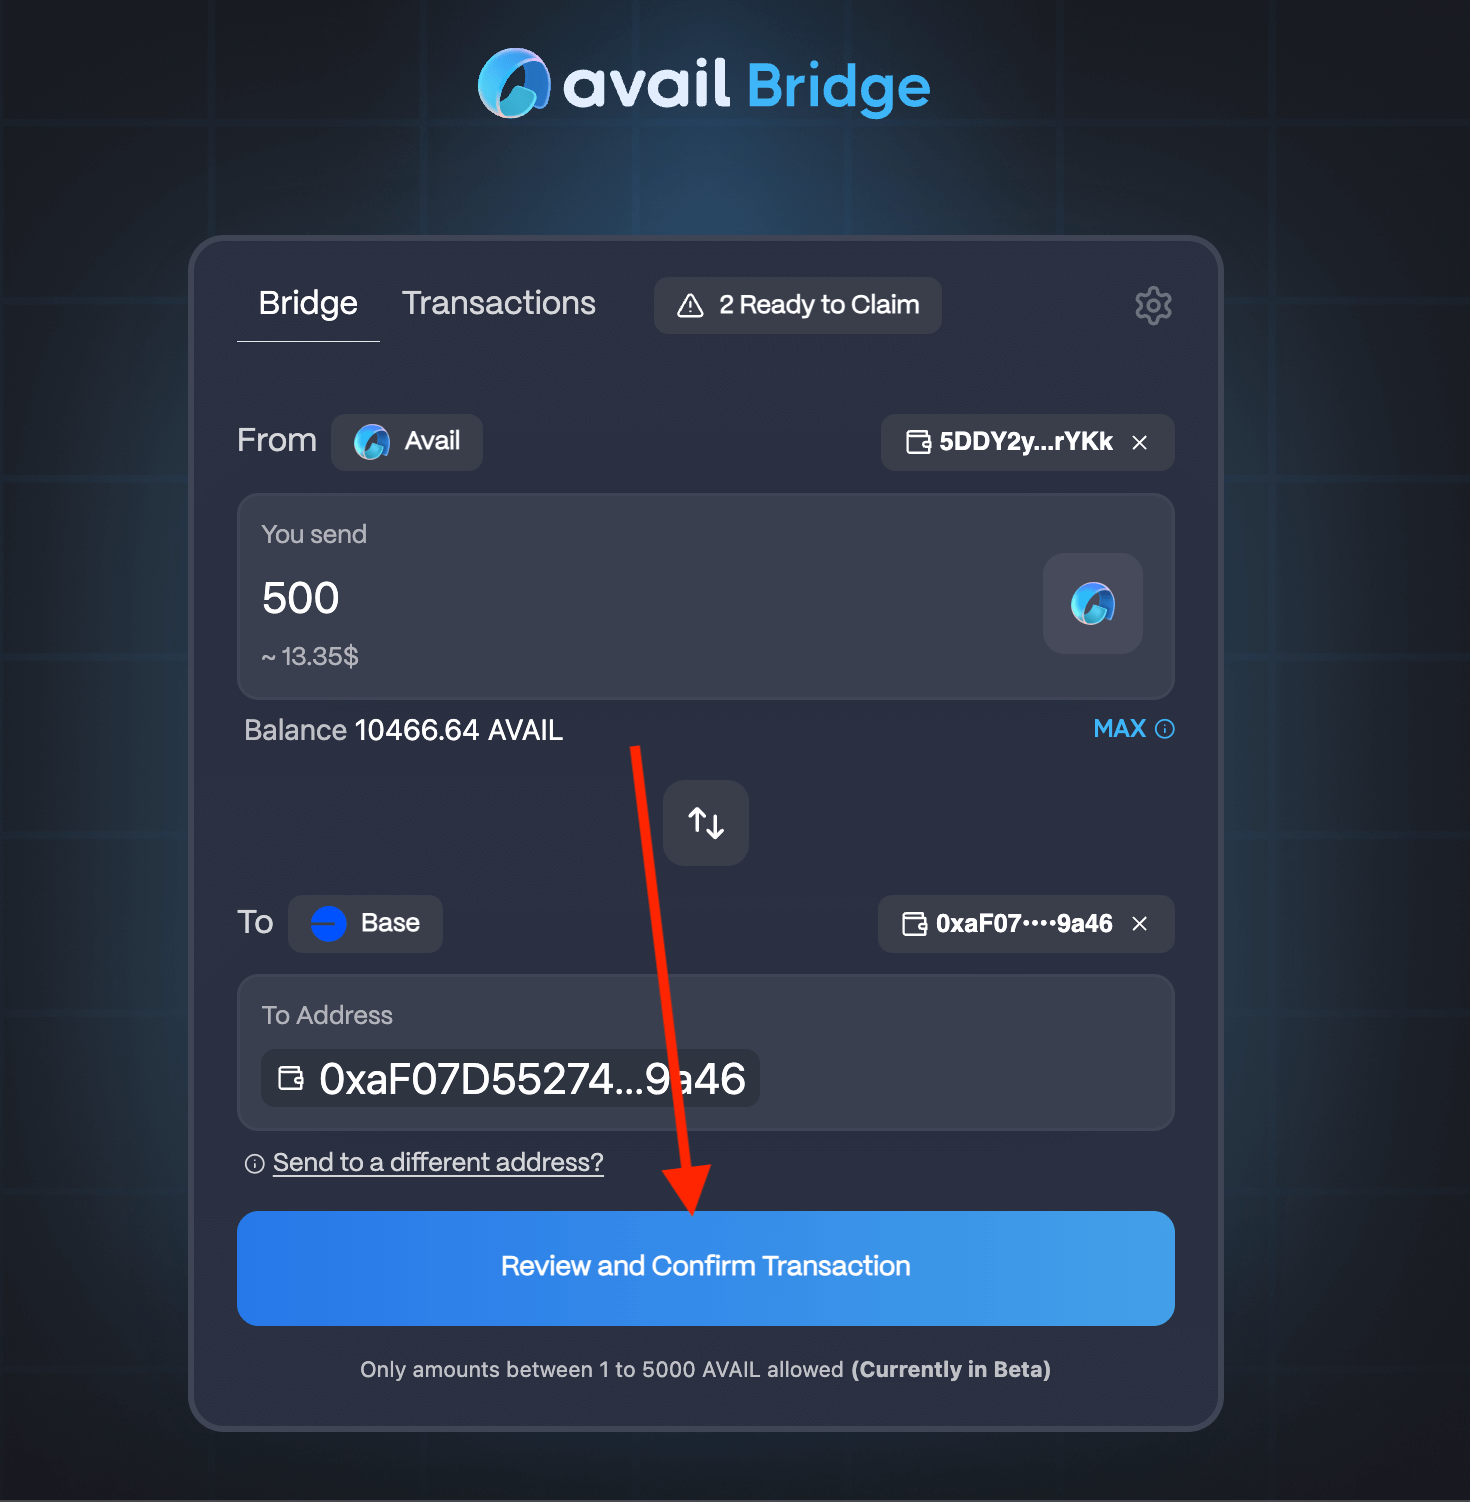 avail Bridge
Bridge Transactions 2 Ready to Claim
From Avail 5DDY2y...rYKk
You send
500
~ 13.35$
Balance 10466.64 AVAIL MAX
To Base 0xaF07····9a46
To Address
0xaF07D55274...9a46
Send to a different address?
Review and Confirm Transaction
Only amounts between 1 to 5000 AVAIL allowed (Currently in Beta)